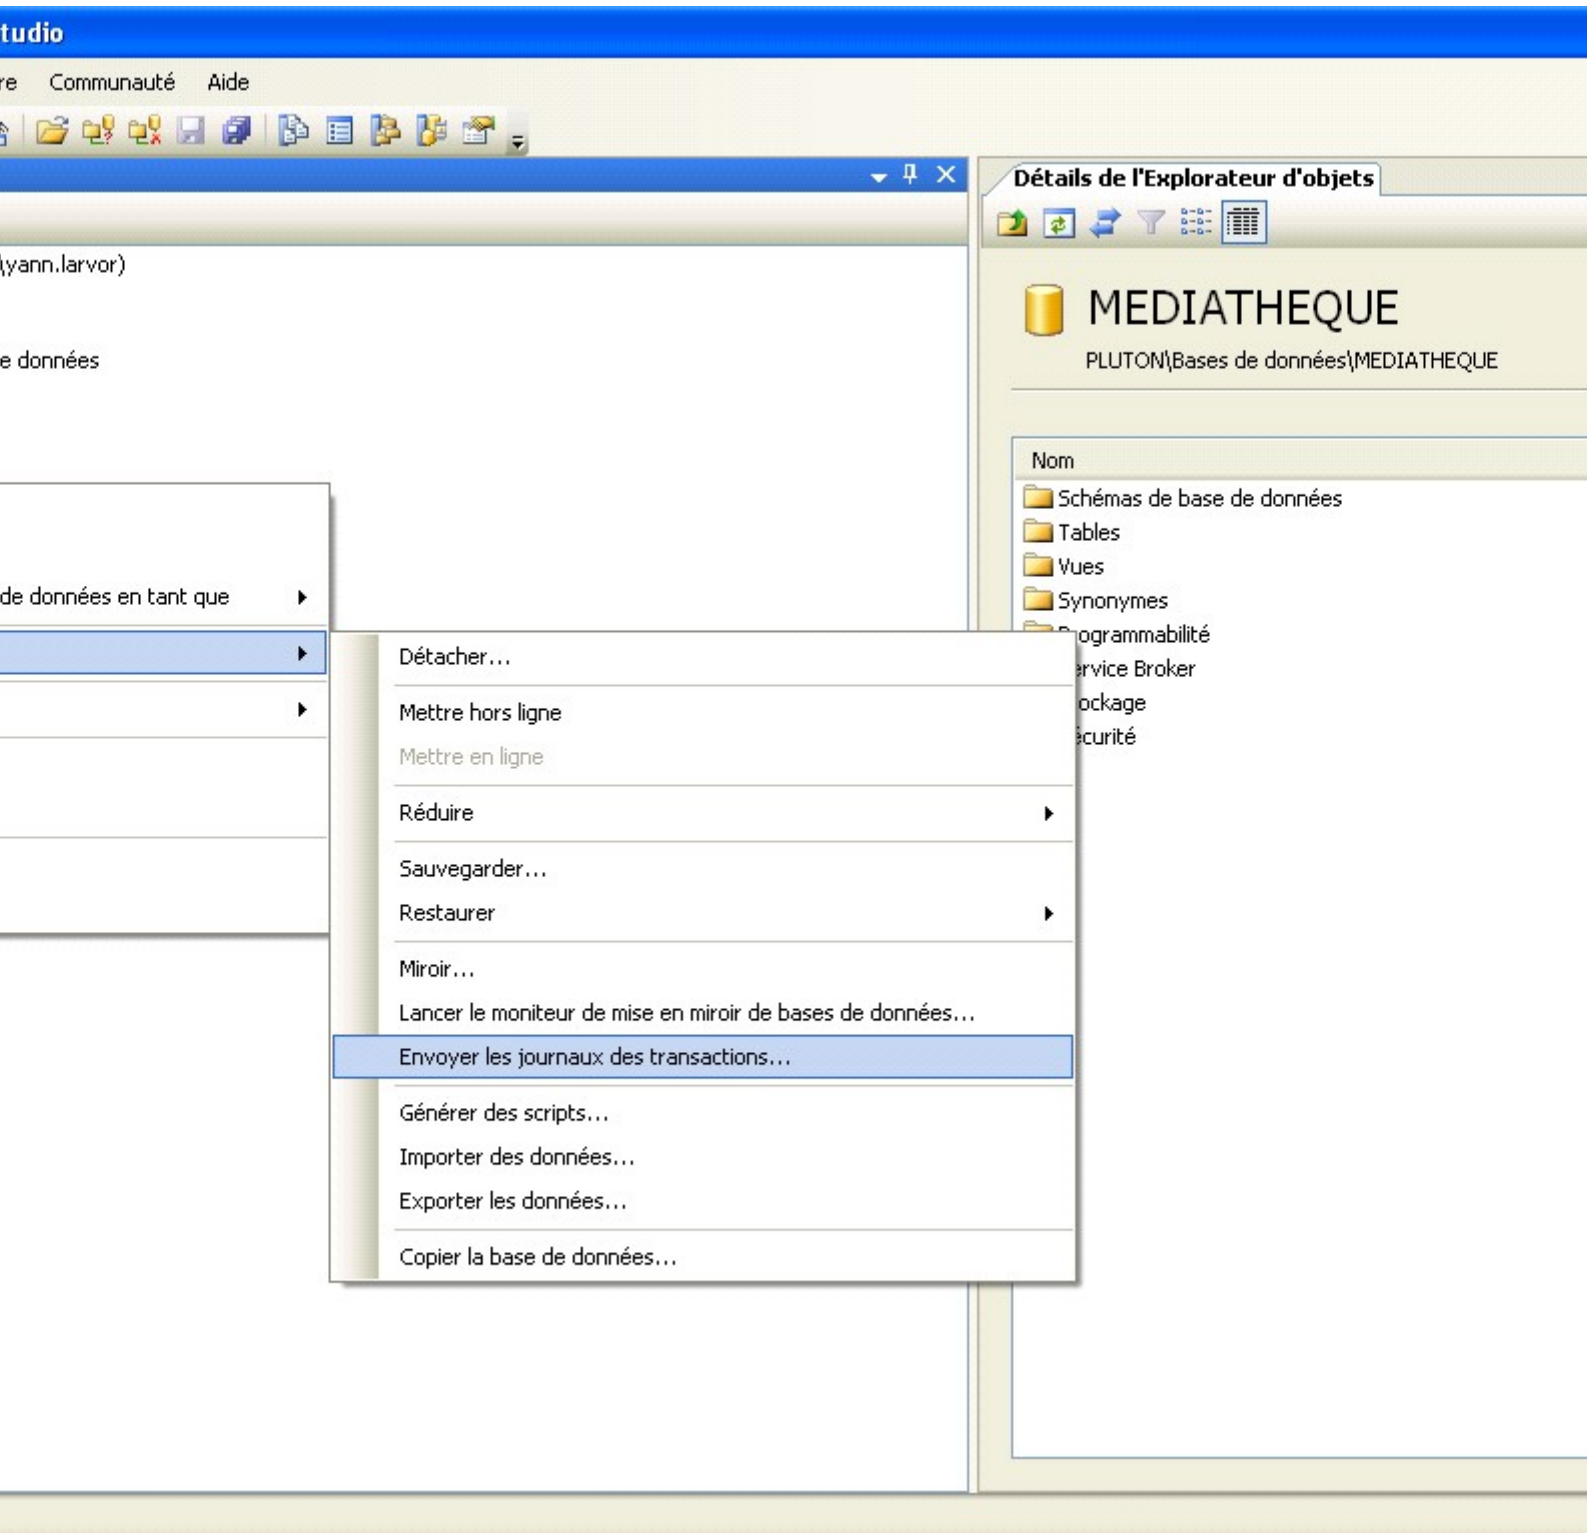 tudio
re Communauté Aide
Détails de l'Explorateur d'objets
\yann.larvor)
MEDIATHEQUE
e données
PLUTON\Bases de données\MEDIATHEQUE
Nom
Schémas de base de données
Tables
Vues
de données en tant que
Synonymes
Programmabilité
ervice Broker
ockage
écurité
Détacher...
Mettre hors ligne
Mettre en ligne
Réduire
Sauvegarder...
Restaurer
Miroir...
Lancer le moniteur de mise en miroir de bases de données...
Envoyer les journaux des transactions...
Générer des scripts...
Importer des données...
Exporter les données...
Copier la base de données...